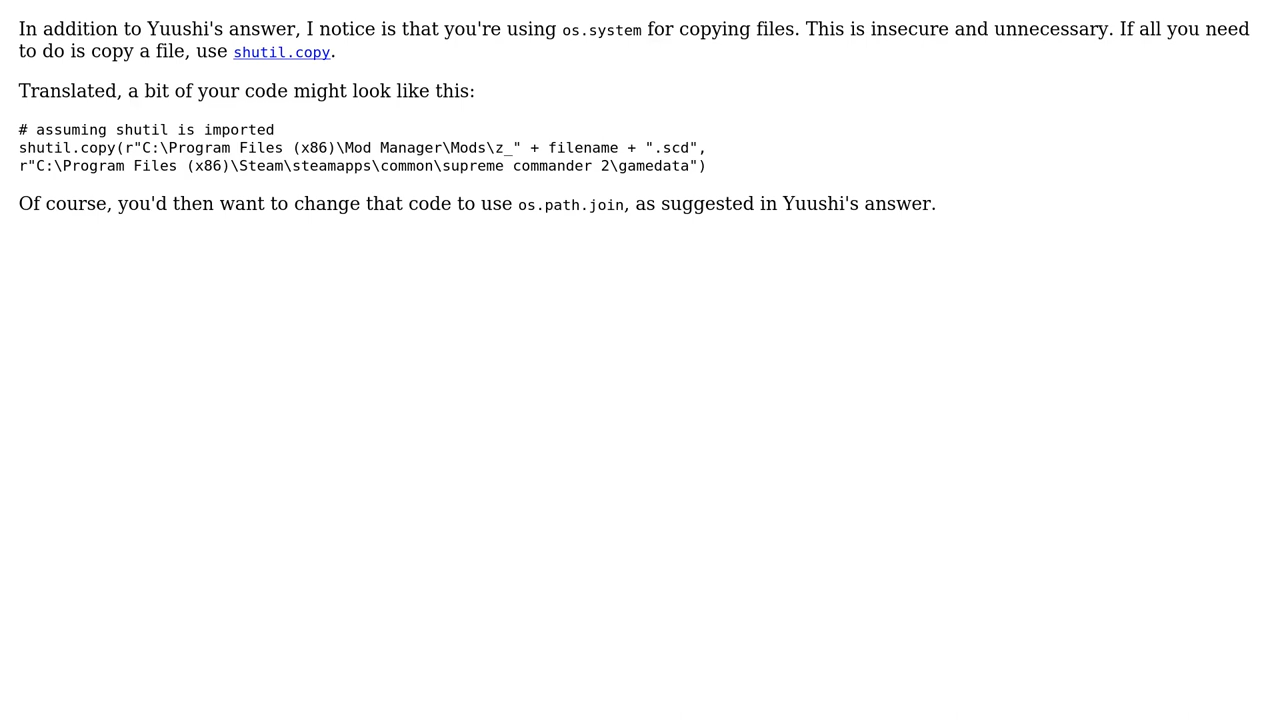 In addition to Yuushi's answer, I notice is that you're using os.system for copying files. This is insecure and unnecessary. If all you need
to do is copy a file, use shutil.copy.
Translated, a bit of your code might look like this:
# assuming shutil is imported
shutil.copy(r"C:\Program Files (x86)\Mod Manager\Mods\z_" + filename + ".scd",
r"C:\Program Files (x86)\Steam\steamapps\common\supreme commander 2\gamedata")
Of course, you'd then want to change that code to use os.path.join, as suggested in Yuushi's answer.